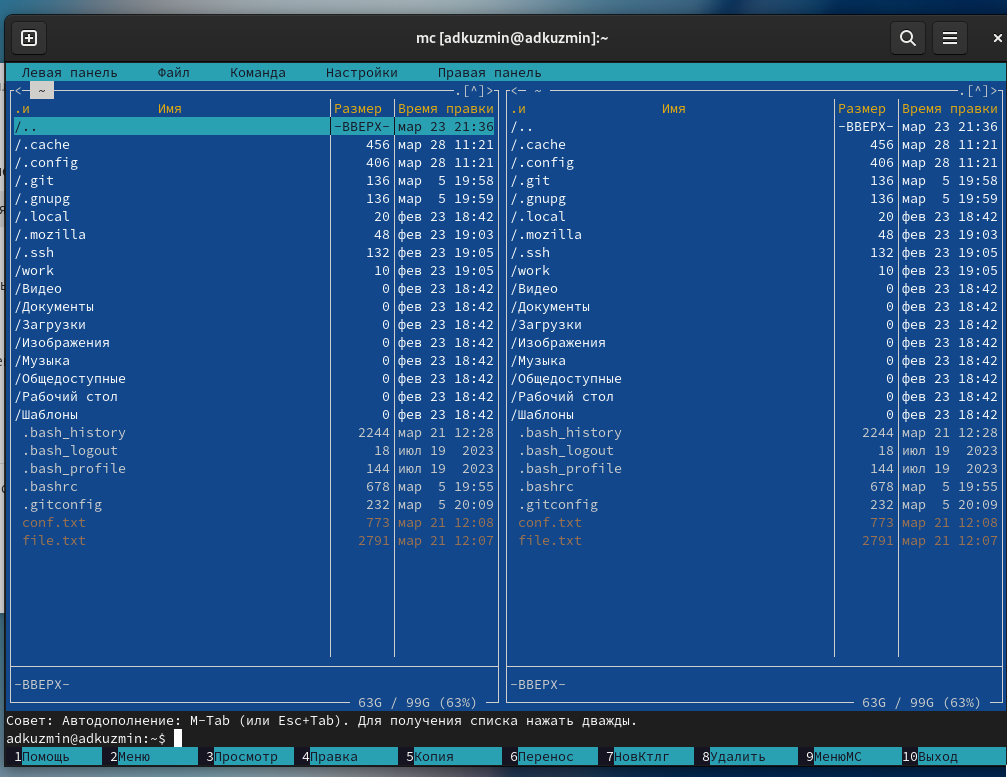 mc [adkuzmin@adkuzmin]:~
Левая панель Файл Команда Настройки Правая панель
<─ ~ .[^]> <─ ~ .[^]>
.и Имя Размер Время правки .и Имя Размер Время правки
/.. -ВВЕРХ- мар 23 21:36 /.. -ВВЕРХ- мар 23 21:36
/.cache 456 мар 28 11:21 /.cache 456 мар 28 11:21
/.config 406 мар 28 11:21 /.config 406 мар 28 11:21
/.git 136 мар 5 19:58 /.git 136 мар 5 19:58
/.gnupg 136 мар 5 19:59 /.gnupg 136 мар 5 19:59
/.local 20 фев 23 18:42 /.local 20 фев 23 18:42
/.mozilla 48 фев 23 19:03 /.mozilla 48 фев 23 19:03
/.ssh 132 фев 23 19:05 /.ssh 132 фев 23 19:05
/work 10 фев 23 19:05 /work 10 фев 23 19:05
/Видео 0 фев 23 18:42 /Видео 0 фев 23 18:42
/Документы 0 фев 23 18:42 /Документы 0 фев 23 18:42
/Загрузки 0 фев 23 18:42 /Загрузки 0 фев 23 18:42
/Изображения 0 фев 23 18:42 /Изображения 0 фев 23 18:42
/Музыка 0 фев 23 18:42 /Музыка 0 фев 23 18:42
/Общедоступные 0 фев 23 18:42 /Общедоступные 0 фев 23 18:42
/Рабочий стол 0 фев 23 18:42 /Рабочий стол 0 фев 23 18:42
/Шаблоны 0 фев 23 18:42 /Шаблоны 0 фев 23 18:42
.bash_history 2244 мар 21 12:28 .bash_history 2244 мар 21 12:28
.bash_logout 18 июл 19 2023 .bash_logout 18 июл 19 2023
.bash_profile 144 июл 19 2023 .bash_profile 144 июл 19 2023
.bashrc 678 мар 5 19:55 .bashrc 678 мар 5 19:55
.gitconfig 232 мар 5 20:09 .gitconfig 232 мар 5 20:09
conf.txt 773 мар 21 12:08 conf.txt 773 мар 21 12:08
file.txt 2791 мар 21 12:07 file.txt 2791 мар 21 12:07
-ВВЕРХ- -ВВЕРХ-
63G / 99G (63%) 63G / 99G (63%)
Совет: Автодополнение: M-Tab (или Esc+Tab). Для получения списка нажать дважды.
adkuzmin@adkuzmin:~$
1Помощь 2Меню 3Просмотр 4Правка 5Копия 6Перенос 7НовКтлг 8Удалить 9МенюМС 10Выход